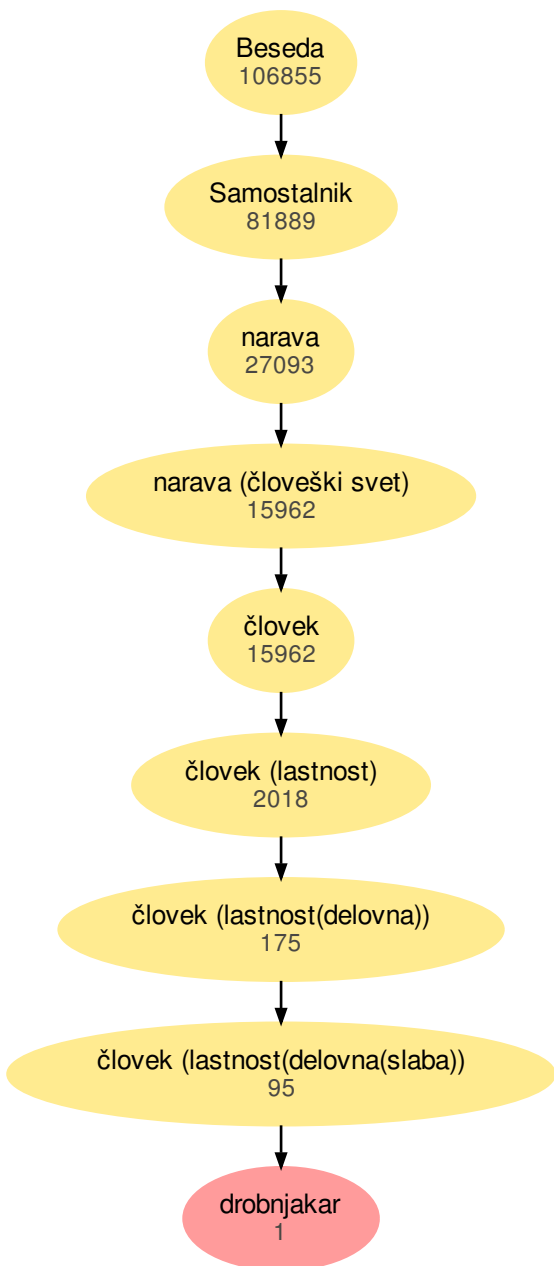 Beseda
106855
Samostalnik
81889
narava
27093
narava (človeški svet)
15962
človek
15962
človek (lastnost)
2018
človek (lastnost(delovna))
175
človek (lastnost(delovna(slaba))
95
drobnjakar
1